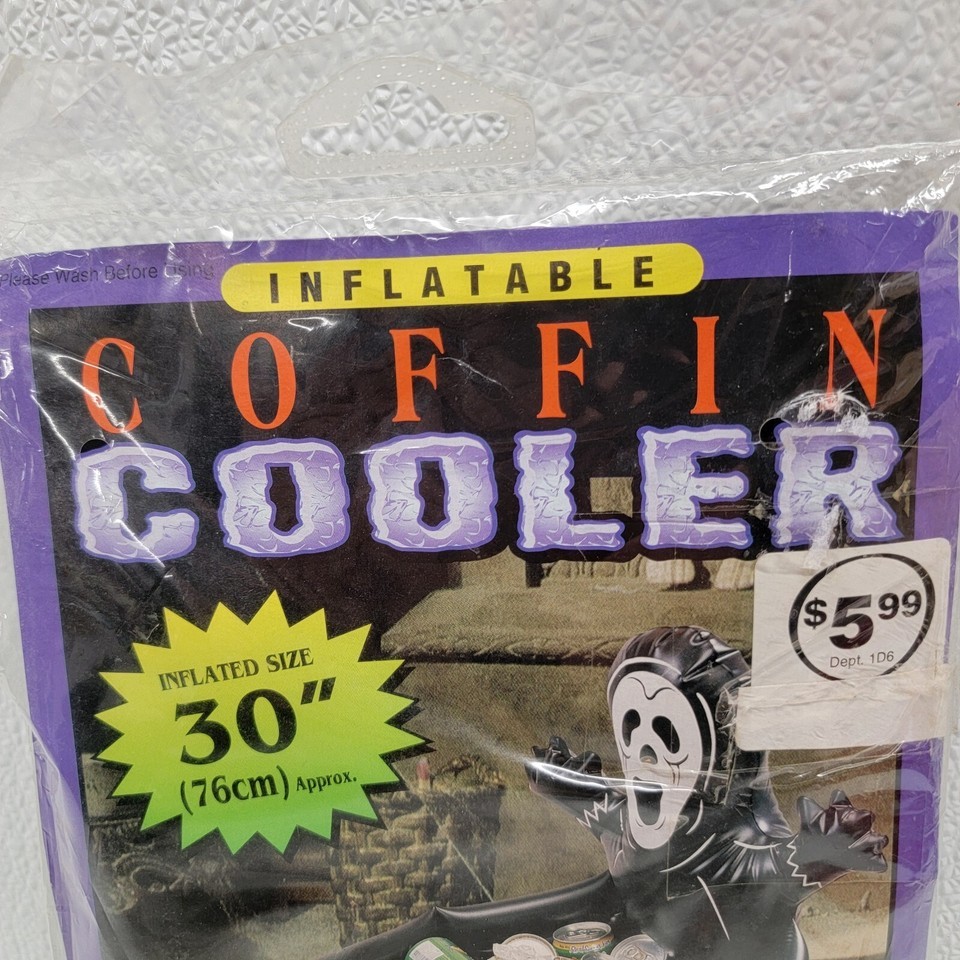 Please Wash Before Using
INFLATABLE
COFFIN
COOLER
$5.99
Dept. 1D6
INFLATED SIZE
30"
(76cm) Approx.